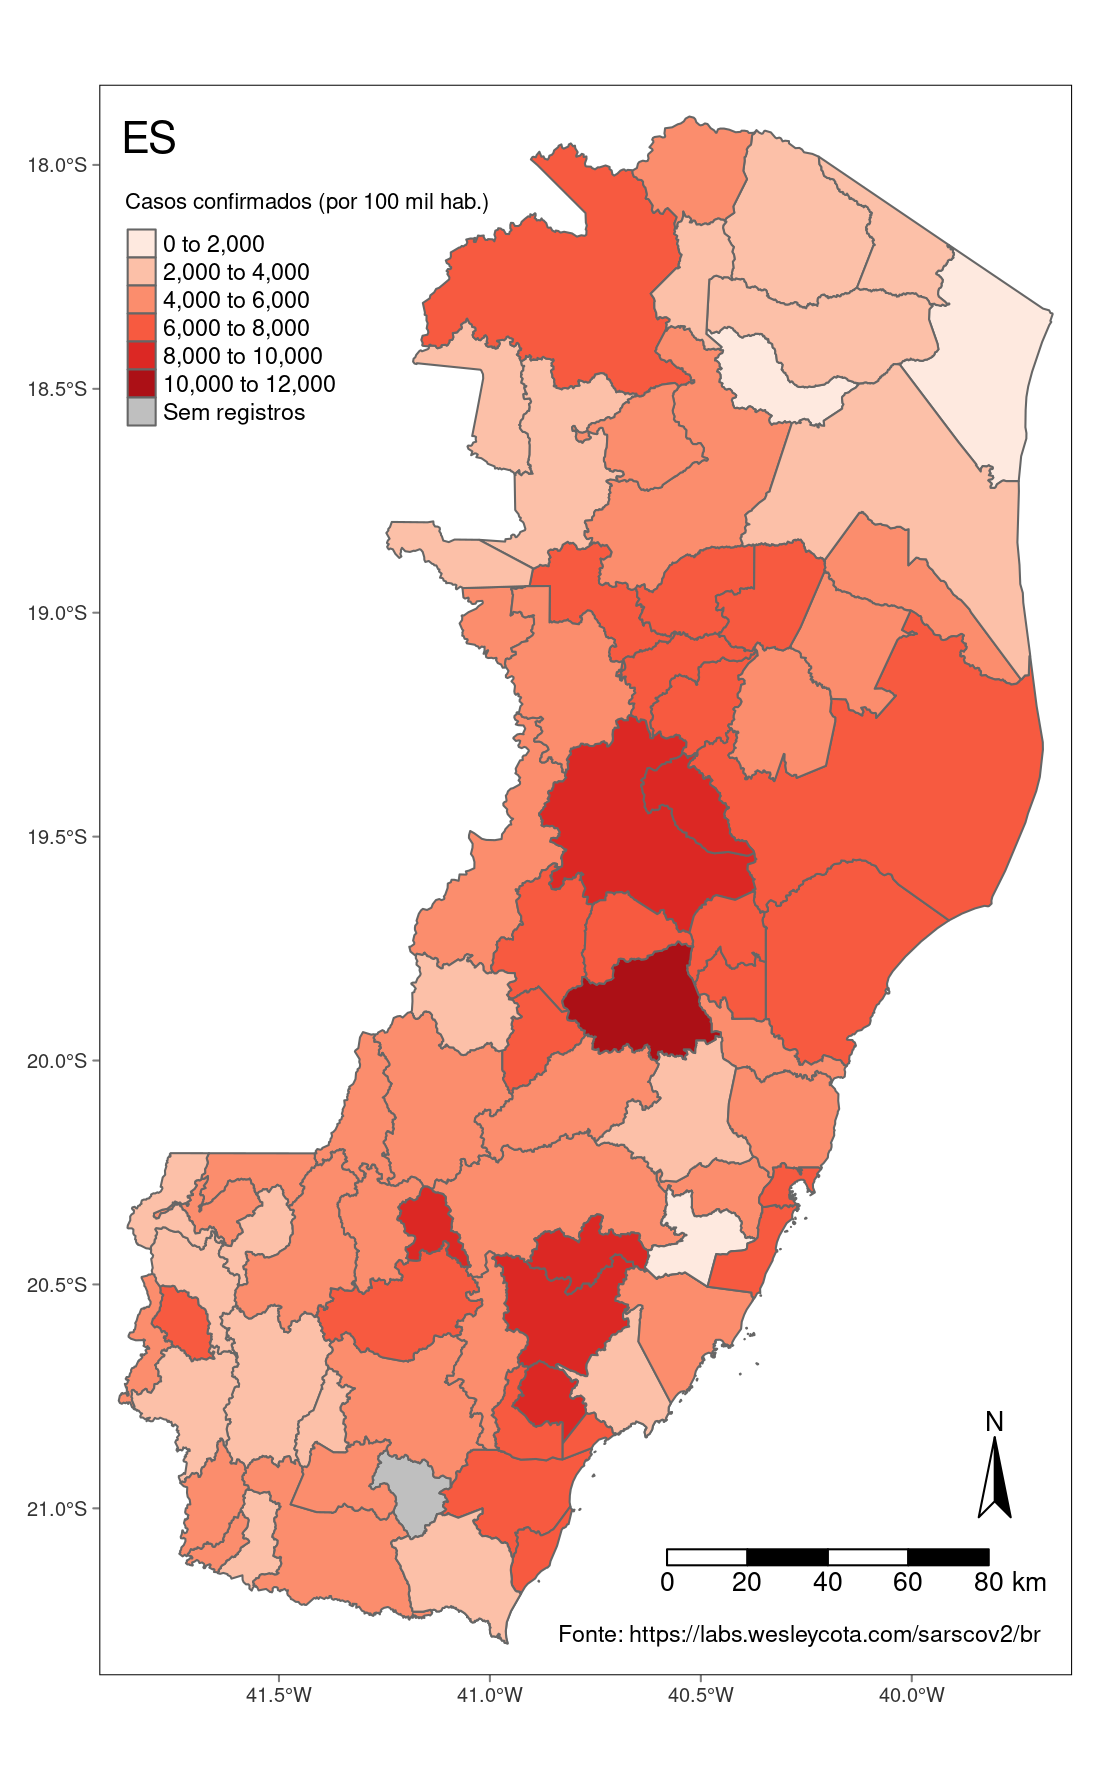 ES
Casos confirmados (por 100 mil hab.)
0 to 2,000
2,000 to 4,000
4,000 to 6,000
6,000 to 8,000
8,000 to 10,000
10,000 to 12,000
Sem registros
18.0°S
18.5°S
19.0°S
19.5°S
20.0°S
20.5°S
21.0°S
N
0 20 40 60 80 km
Fonte: https://labs.wesleycota.com/sarscov2/br
41.5°W 41.0°W 40.5°W 40.0°W